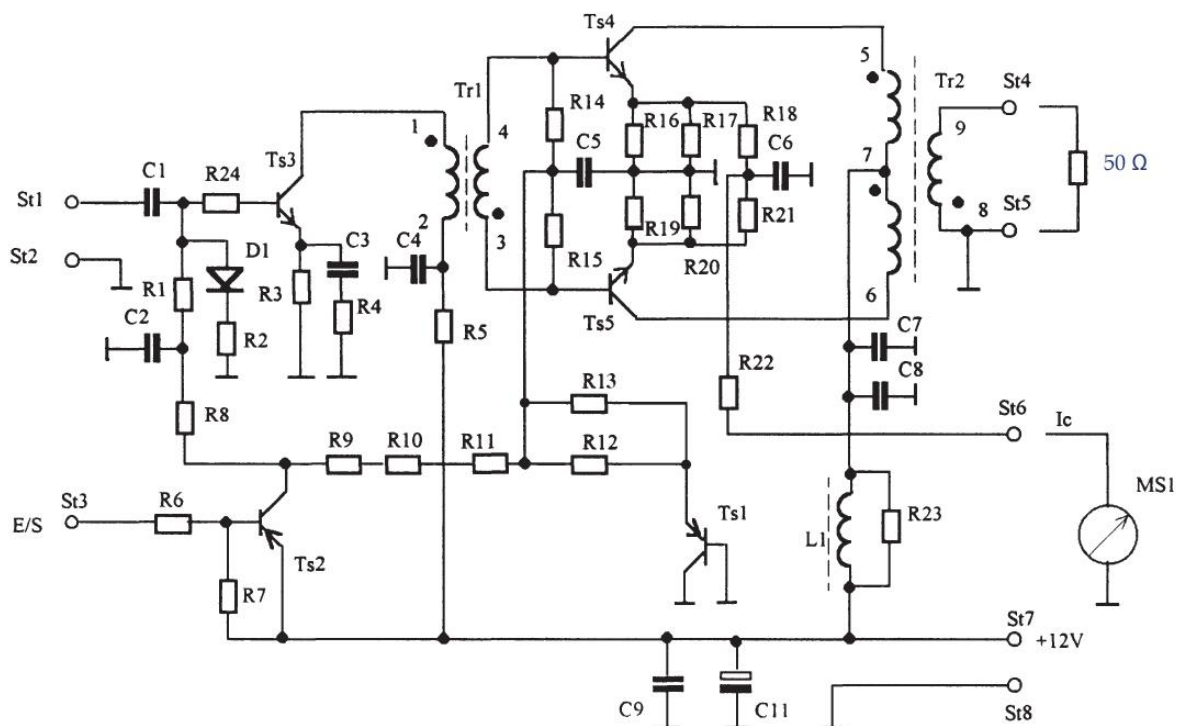 Ts4
5
Tr1
Tr2
St4
R14
R16
R17
R18
1
4
9
C5
C6
7
C1
R24
Ts3
50 Ω
St1
2
3
R19
R21
8
St5
D1
C3
C4
R15
R20
St2
R1
R3
R4
6
C2
R2
R5
Ts5
C7
R22
C8
R13
St6
Ic
R8
R9
R10
R11
R12
MS1
St3
R6
Ts1
R23
E/S
L1
Ts2
R7
St7
+12V
C9
C11
St8